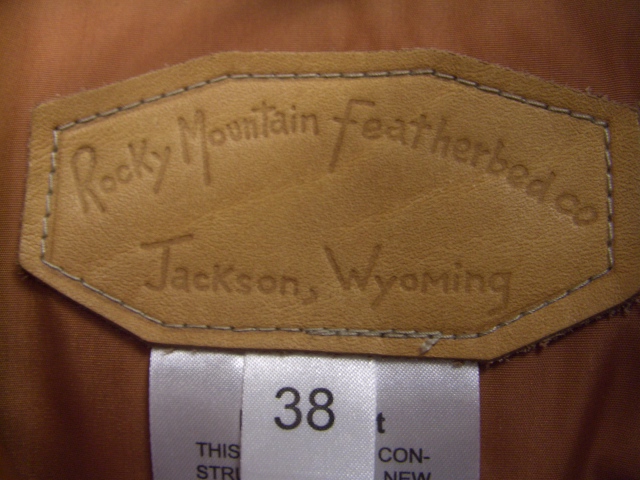 Rocky Mountain Featherbed co
Jackson, Wyoming
38
t
THIS CON-
STRU NEW